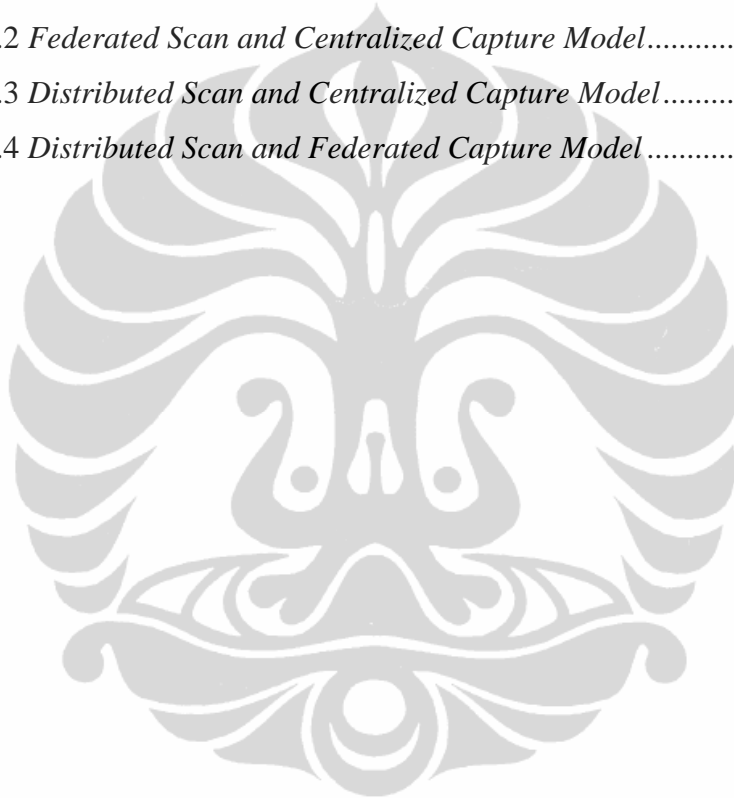 .2 Federated Scan and Centralized Capture Model...........
.3 Distributed Scan and Centralized Capture Model.........
.4 Distributed Scan and Federated Capture Model ...........